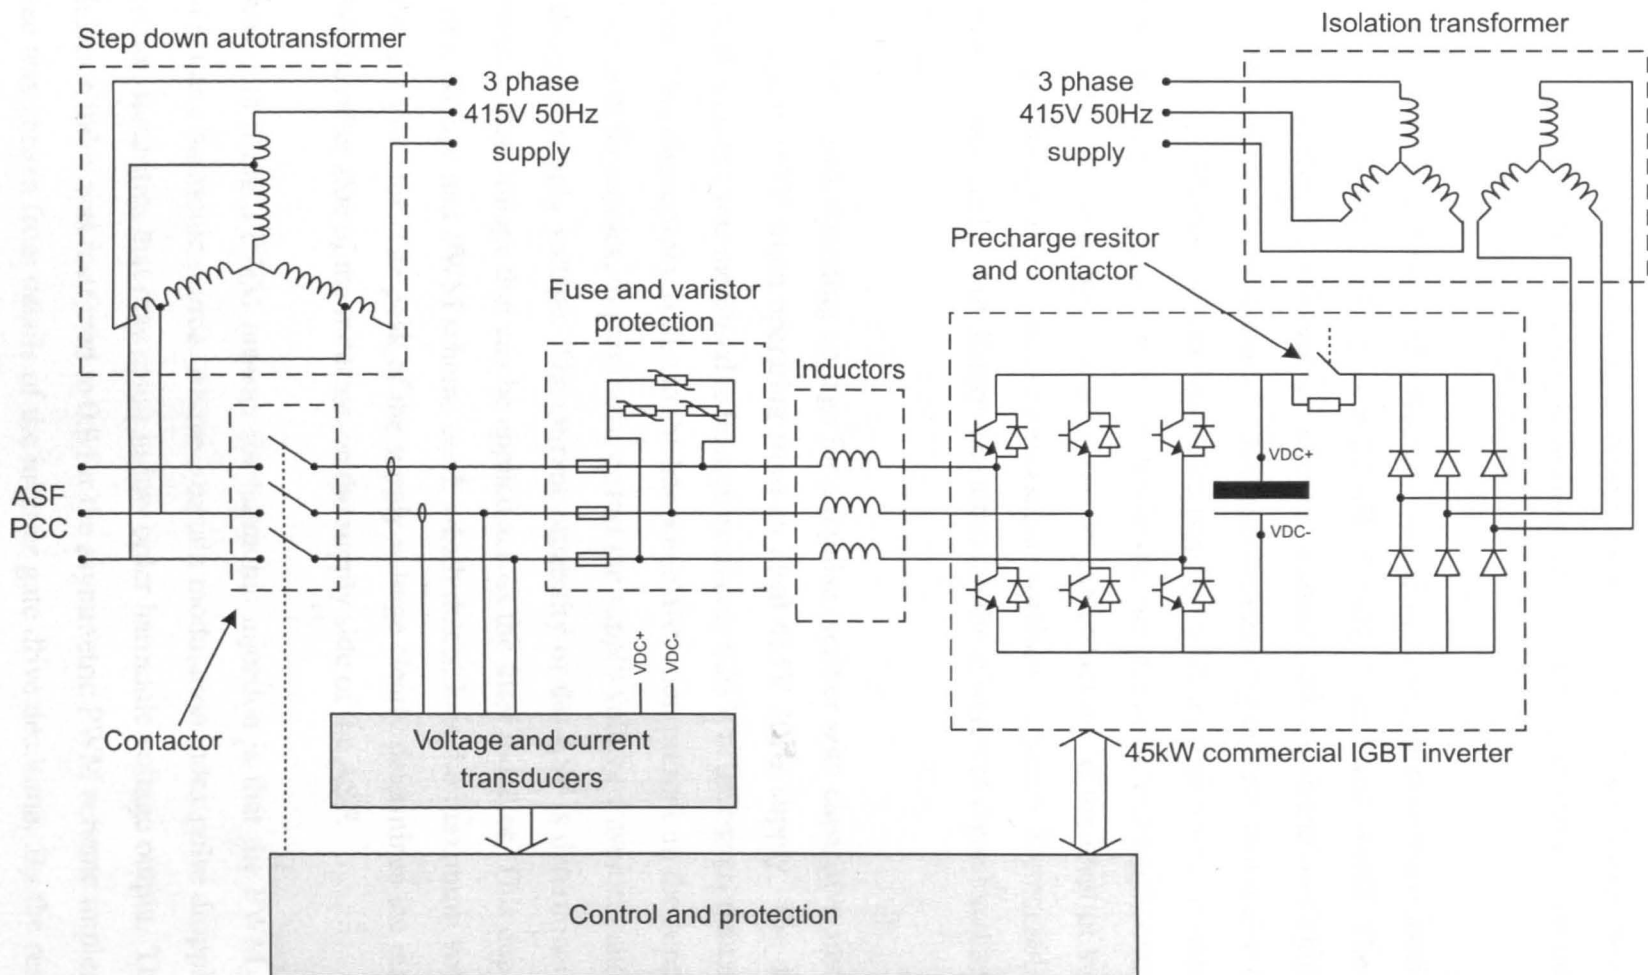 Step down autotransformer
3 phase
415V 50Hz
supply
Isolation transformer
3 phase
415V 50Hz
supply
Precharge resitor
and contactor
Fuse and varistor
protection
Inductors
VDC+
VDC-
ASF
PCC
VDC+
VDC-
Contactor
Voltage and current
transducers
45kW commercial IGBT inverter
Control and protection